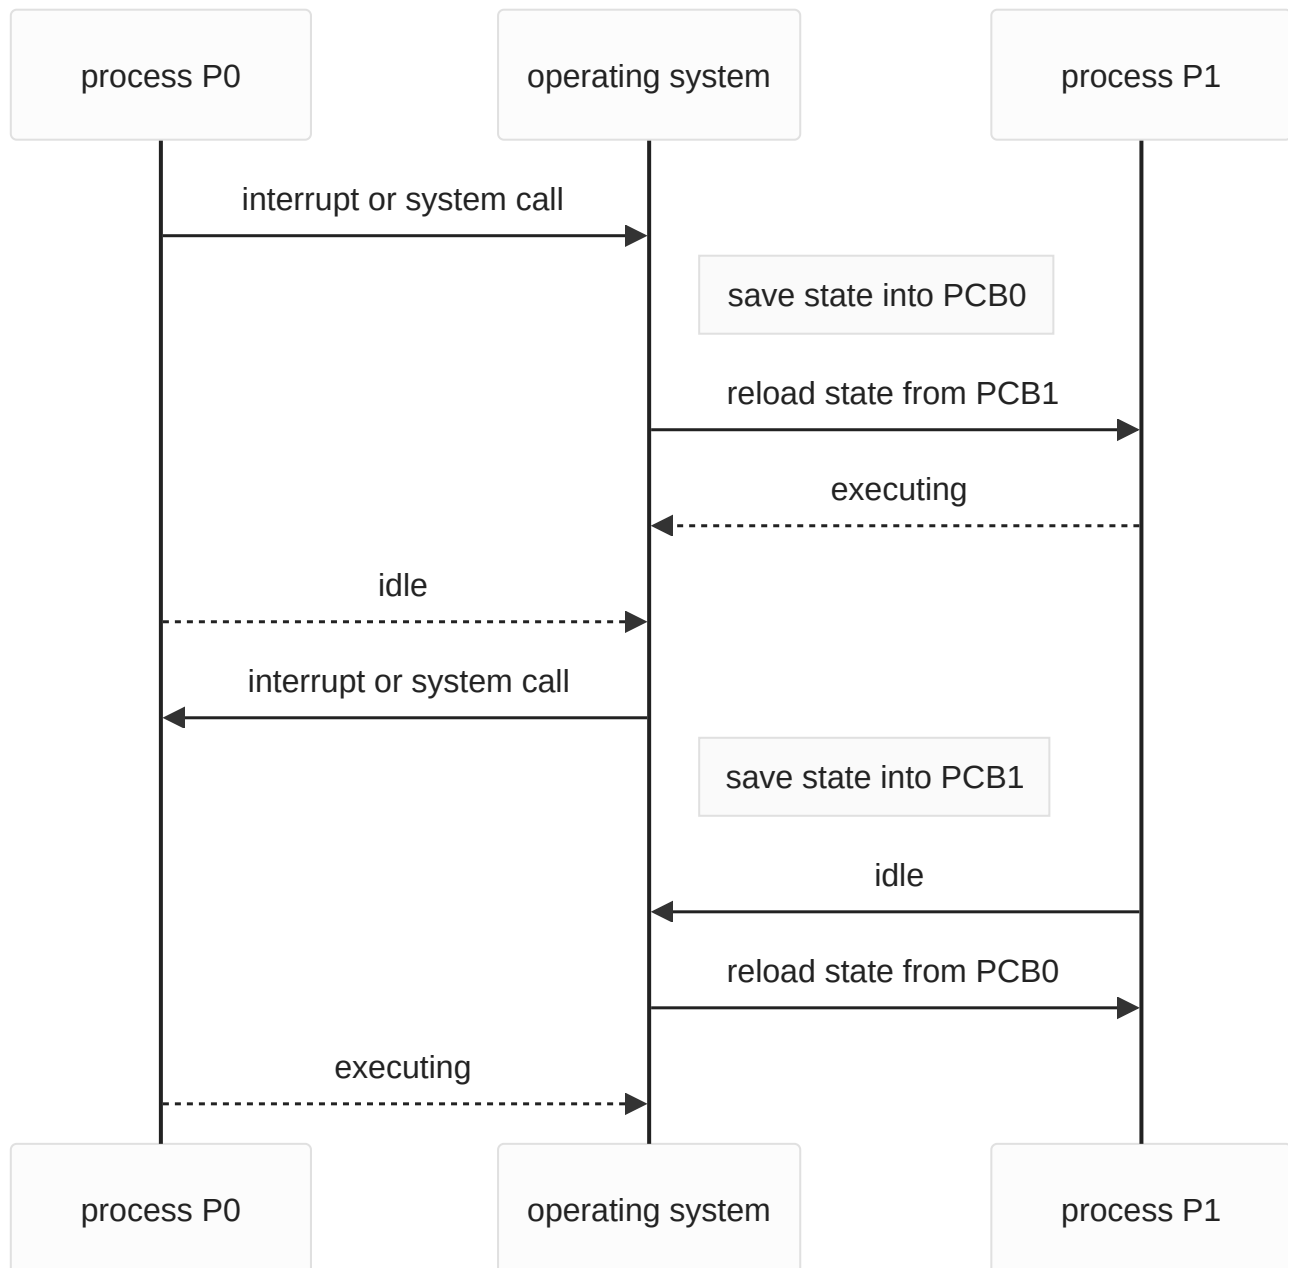 process P0
operating system
process P1
interrupt or system call
save state into PCB0
reload state from PCB1
executing
idle
interrupt or system call
save state into PCB1
idle
reload state from PCB0
executing
process P0
operating system
process P1